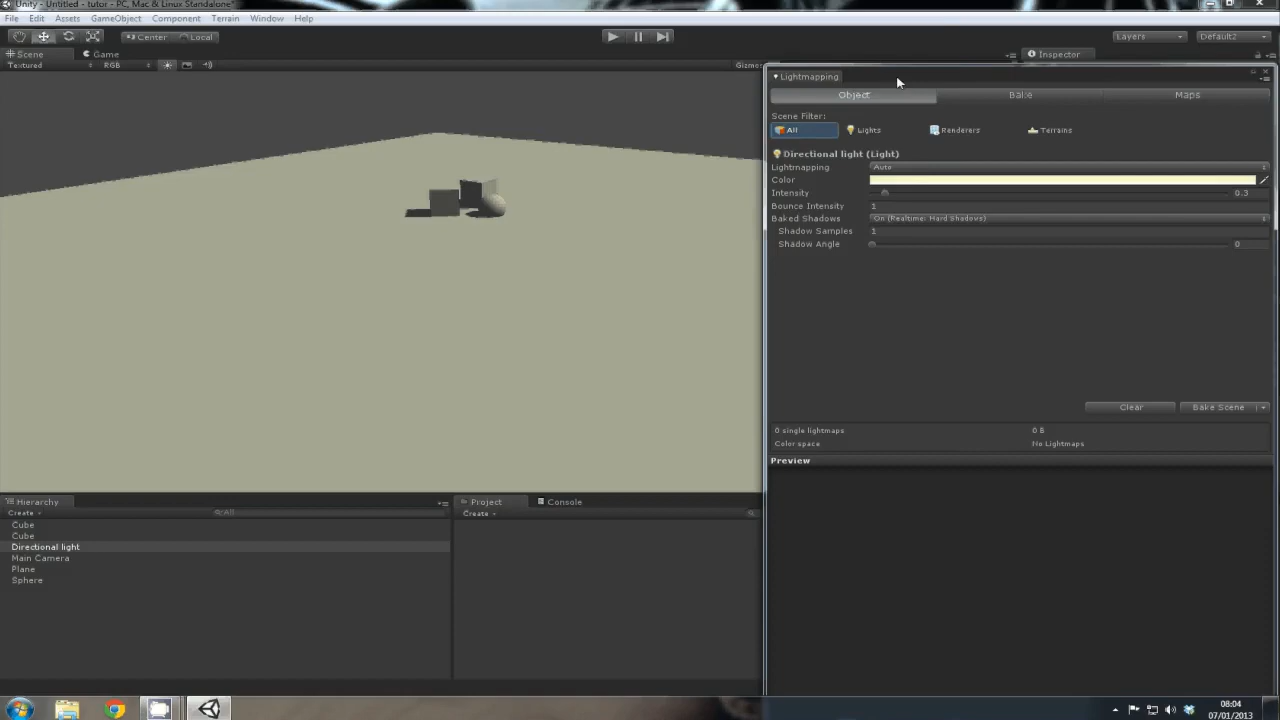 Unity - Untitled - tutor - PC, Mac & Linux Standalone*
File Edit Assets GameObject Component Terrain Window Help
Center Local Layers Default2
Scene Game Inspector
Textured RGB Gizmos
Lightmapping
Object Bake Maps
Scene Filter:
All Lights Renderers Terrains
Directional light (Light)
Lightmapping Auto
Color
Intensity 0.3
Bounce Intensity 1
Baked Shadows On (Realtime: Hard Shadows)
Shadow Samples 1
Shadow Angle 0
Clear Bake Scene
0 single lightmaps 0 B
Color space No Lightmaps
Preview
Hierarchy Project Console
Create All Create
Cube
Cube
Directional light
Main Camera
Plane
Sphere
08:04
07/01/2013